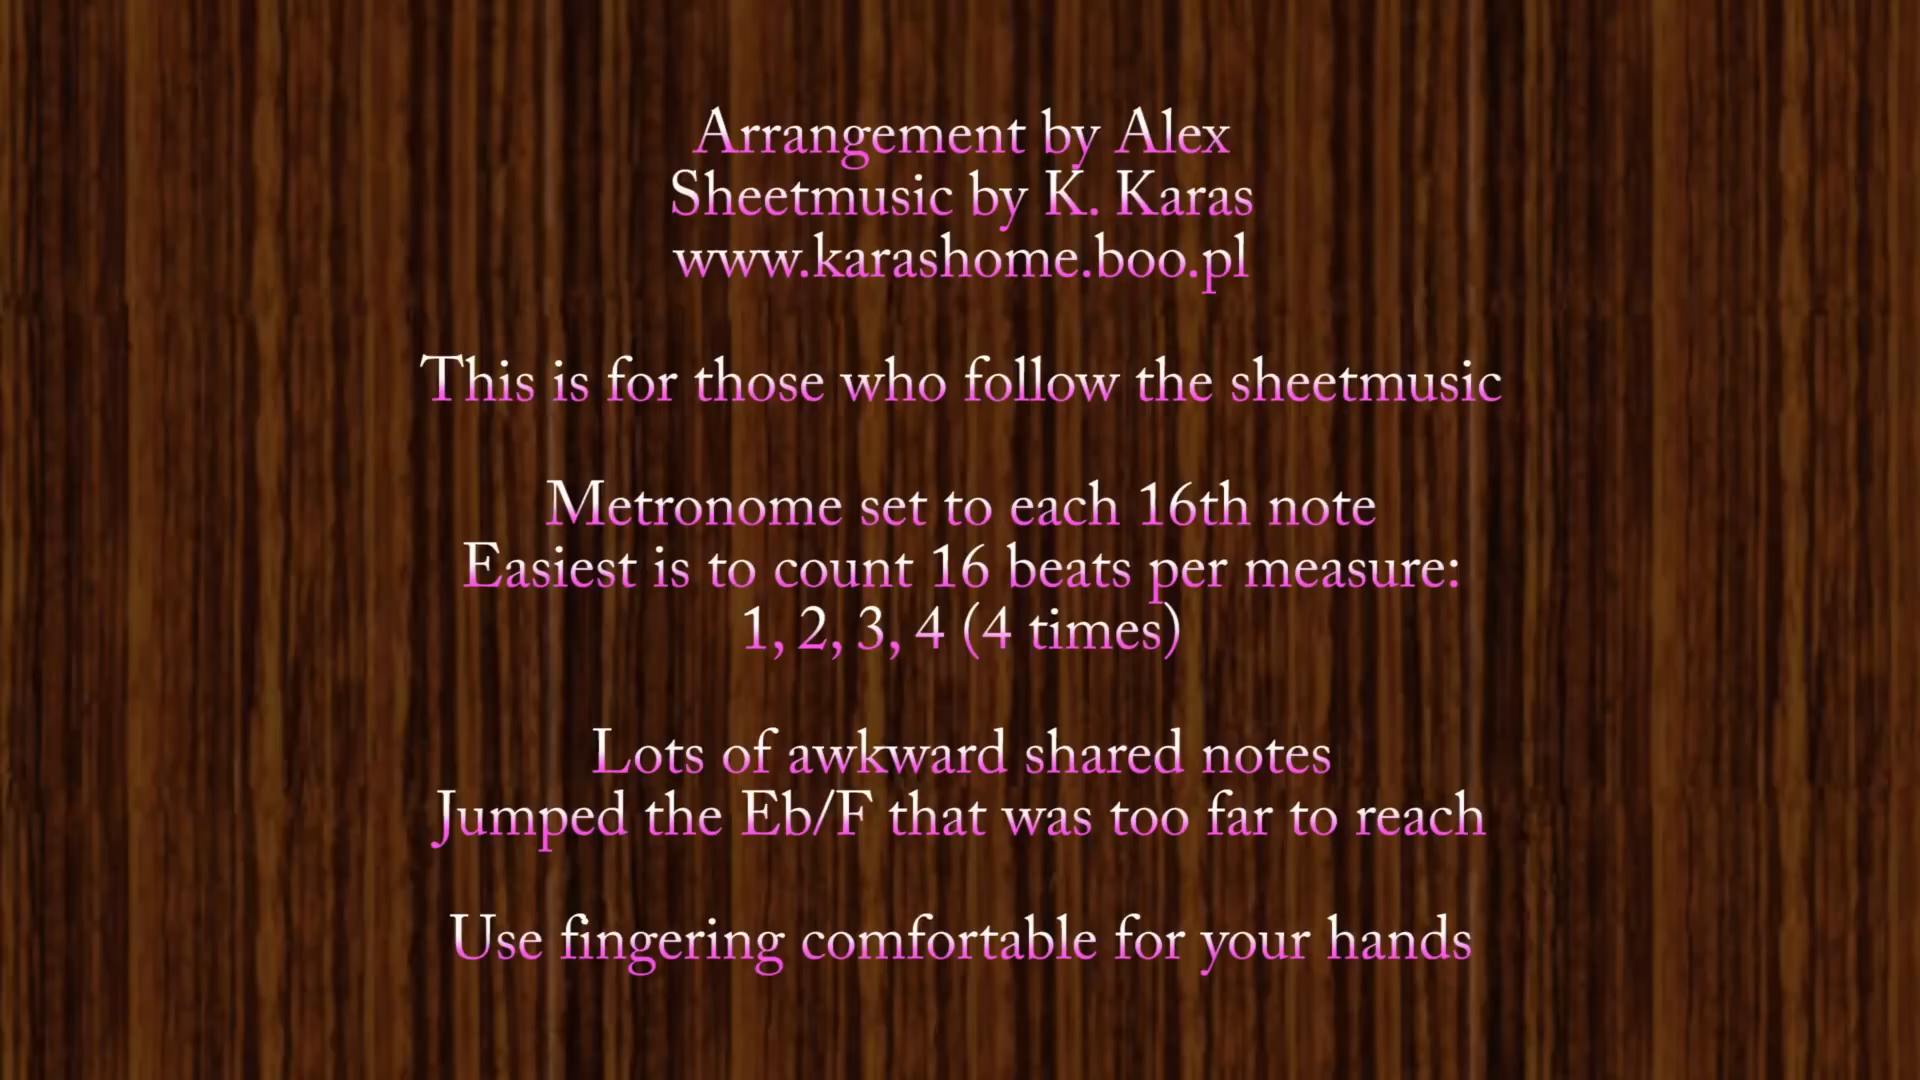 Arrangement by Alex
Sheetmusic by K. Karas
www.karashome.boo.pl
This is for those who follow the sheetmusic
Metronome set to each 16th note
Easiest is to count 16 beats per measure:
1, 2, 3, 4 (4 times)
Lots of awkward shared notes
Jumped the Eb/F that was too far to reach
Use fingering comfortable for your hands